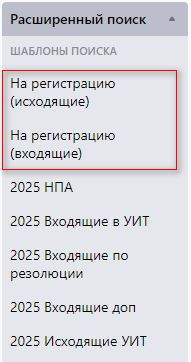 Расширенный поиск
ШАБЛОНЫ ПОИСКА
На регистрацию
(исходящие)
На регистрацию
(входящие)
2025 НПА
2025 Входящие в УИТ
2025 Входящие по
резолюции
2025 Входящие доп
2025 Исходящие УИТ